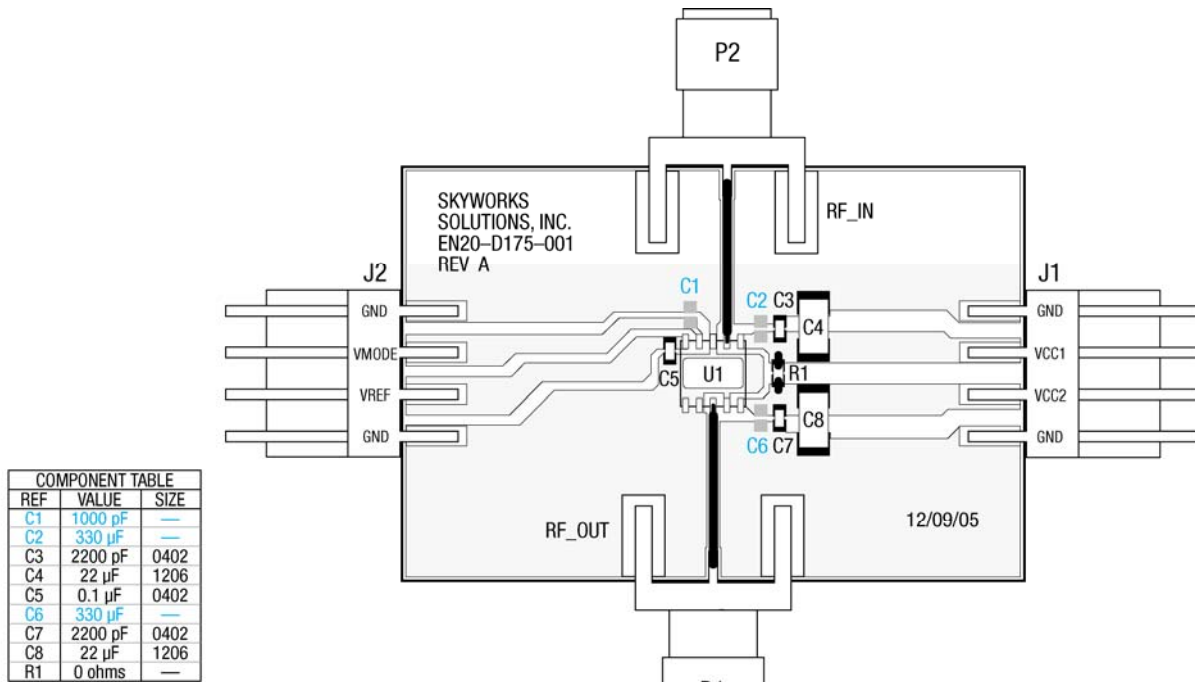 P2
SKYWORKS
SOLUTIONS, INC.
EN20–D175–001
REV A
RF_IN
J2
J1
C1
C2
C3
C4
GND
VMODE
VREF
GND
C5
U1
R1
C6
C7
C8
GND
VCC1
VCC2
GND
RF_OUT
12/09/05
COMPONENT TABLE
REF VALUE SIZE
C1 1000 pF —
C2 330 µF —
C3 2200 pF 0402
C4 22 µF 1206
C5 0.1 µF 0402
C6 330 µF —
C7 2200 pF 0402
C8 22 µF 1206
R1 0 ohms —